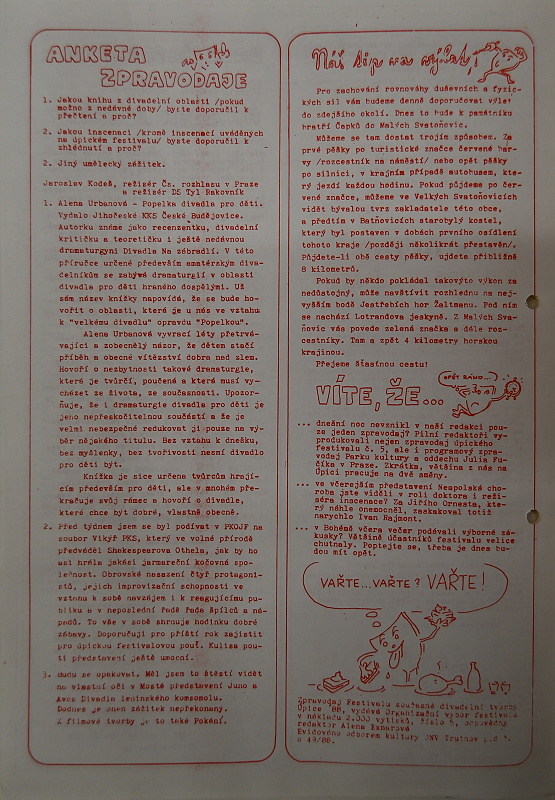 ANKETA
ZPRAVODAJE
1. Jakou knihu z divadelní oblasti /pokud
možno z nedávné doby/ byste doporučil k
přečtení a proč?
2. Jakou inscenaci /kromě inscenací uváděných
na úpickém festivalu/ byste doporučil k
zhlédnutí a proč?
2. Jiný umělecký zážitek.
Jaroslav Kodeš, režisér Čs. rozhlasu v Praze
a režisér DS Tyl Rakovník
1. Alena Urbanová - Popelka divadla pro děti.
Vydalo Jihočeské KKS České Budějovice.
Autorku známe jako recenzentku, divadelní
kritičku a teoretičku i ještě nedávnou
dramaturgyni Divadla Na zábradlí. V této
příručce určené především amatérským diva-
delníkům se zabývá dramaturgií v oblasti
divadla pro děti hraného dospělými. Už
sám název knížky napovídá, že se bude ho-
vořit o oblasti, která je u nás ve vztahu
k "velkému divadlu" opravdu "Popelkou".
Alena Urbanová vyvrací léty přetrvá-
vající a zobecnělý názor, že dětem stačí
příběh a obecné vítězství dobra nad zlem.
Hovoří o nezbytnosti takové dramaturgie,
která je tvůrčí, poučená a která musí vy-
cházet ze života, ze současnosti. Upozor-
ňuje, že i dramaturgie divadla pro děti je
jeho nepřeskočitelnou součástí a že je
velmi nebezpečné redukovat ji pouze na vý-
běr nějakého titulu. Bez vztahu k dnešku,
bez myšlenky, bez tvořivosti nesní divadlo
pro děti být.
Knížka je sice určena tvůrcům hrají-
cím především pro děti, ale v mnohém pře-
kračuje svůj rámec a hovoří o divadle,
které chce být dobré, vlastně obecně.
2. Před týdnem jsem se byl podívat v PKOJF na
soubor Vikýř PKS, který ve volné přírodě
předváděl Shakespearova Othela, jak by ho
asi hrála jakási jarmareční kočovná spo-
lečnost. Obrovské nasazení čtyř protagoni-
stů, jejich improvizační schopnosti ve
vztahu k sobě navzájem i k reagujícímu pu-
bliku a v neposlední řadě řada špílců a ná-
padů. To vše v sobě shrnuje hodinku dobré
zábavy. Doporučuji pro příští rok zajistit
pro úpickou festivalovou pouť. Kulisa pou-
ti představení ještě umocní.
3. Budu se opakovat. Měl jsem to štěstí vidět
na vlastní oči v Mostě představení Juno a
Avos Divadla leninského komsomolu.
Dodnes je onen zážitek nepřekonaný.
Z filmové tvorby je to také Pokání.
Náš tip na výlet!
Pro zachování rovnováhy duševních a fyzic-
kých sil vám budeme denně doporučovat výlet
do zdejšího okolí. Dnes to bude k památníku
bratří Čapků do Malých Svatoňovic.
Můžeme se tam dostat trojím způsobem. Za
prvé pěšky po turistické značce červené bar-
vy /rozcestník na náměstí/ nebo opět pěšky
po silnici, v krajním případě autobusem, kte-
rý jezdí každou hodinu. Pokud půjdeme po čer-
vené značce, můžeme ve Velkých Svatoňovicích
vidět bývalou tvrz zakladatele této obce,
a předtím v Batňovicích starobylý kostel,
který byl postaven v dobách prvního osídlení
tohoto kraje /později několikrát přestavěn/.
Půjdete-li obě cesty pěšky, ujdete přibližně
8 kilometrů.
Pokud by někdo pokládal takovýto výkon za
nedůstojný, může navštívit rozhlednu na nej-
vyšším bodě Jestřebích hor Žaltmanu. Pod ním
se nachází Lotrandova jeskyně. Z Malých Sva-
ňovic vás povede zelená značka a dále roz-
cestníky. Tam a zpět 4 kilometry horskou
krajinou.
Přejeme šťastnou cestu!
VÍTE, ŽE...
OPĚT RÁNO...
... dnešní noc nevznikl v naší redakci pou-
ze jeden zpravodaj? Pilní redaktoři vy-
produkovali nejen zpravodaj úpického
festivalu č. 5, ale i programový zpra-
vodaj Parku kultury a oddechu Julia Fu-
číka v Praze. Zkrátka, většina z nás na
Úpici pracuje na dvě směny.
... ve včerejším představení Neapolská cho-
roba jste viděli v roli doktora i reži-
séra inscenace? Za Jiřího Ornesta, kte-
rý náhle onemocněl, zaskakoval totiž
narychlo Ivan Rajmont.
... v Bohémě včera večer podávali výborné zá-
kusky? Většině účastníků festivalu velice
chutnaly. Poptejte se, třeba je dnes bu-
dou mít opět.
VAŘTE...VAŘTE? VAŘTE!
Zpravodaj Festivalu současné divadelní tvorby
Úpice '88, vydává Organizační výbor festivalu
v nákladu 2.000 výtisků, číslo 5, odpovědný
redaktor Alena Exnarová
Evidováno odborem kultury ONV Trutnov
49/88.